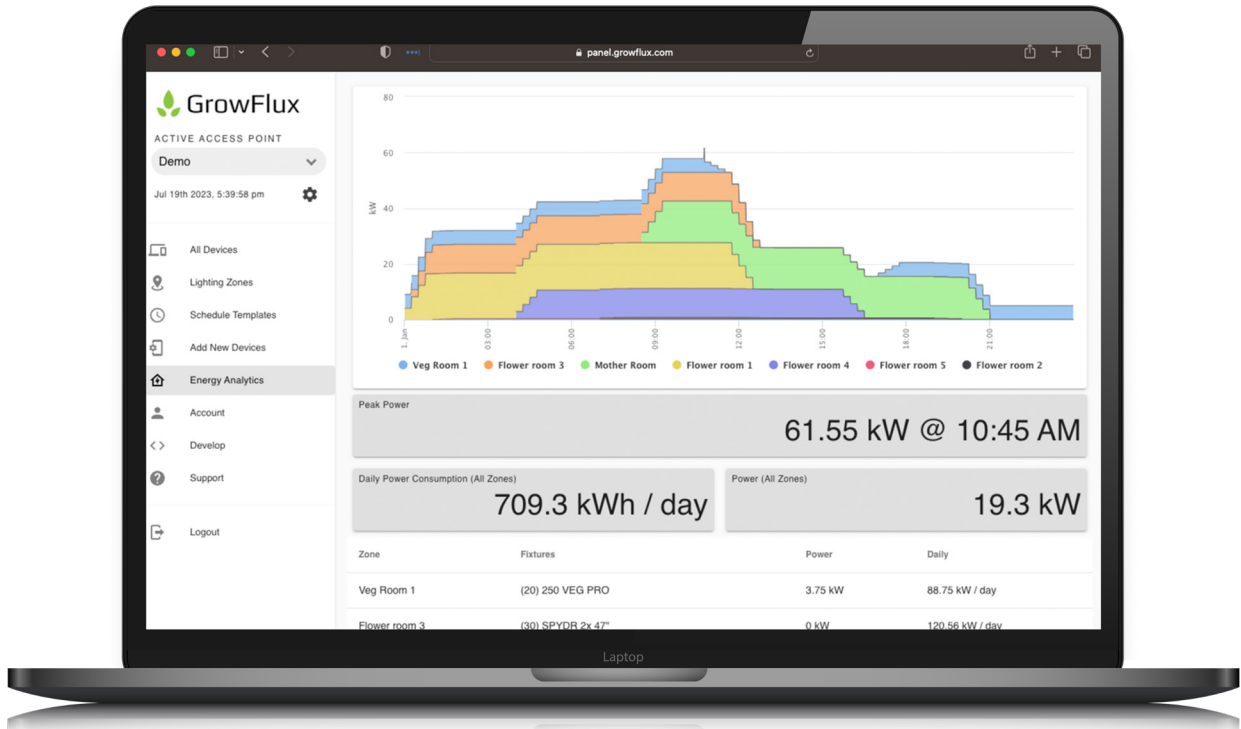 panel.growflux.com
GrowFlux
ACTIVE ACCESS POINT
Demo
Jul 19th 2023, 5:39:58 pm
All Devices
Lighting Zones
Schedule Templates
Add New Devices
Energy Analytics
Account
Develop
Support
Logout
80
60
40
20
0
kW
1. Jan
03:00
06:00
09:00
12:00
15:00
18:00
21:00
Veg Room 1
Flower room 3
Mother Room
Flower room 1
Flower room 4
Flower room 5
Flower room 2
Peak Power
61.55 kW @ 10:45 AM
Daily Power Consumption (All Zones)
709.3 kWh / day
Power (All Zones)
19.3 kW
Zone Fixtures Power Daily
Veg Room 1 (20) 250 VEG PRO 3.75 kW 88.75 kW / day
Flower room 3 (30) SPYDR 2x 47" 0 kW 120.56 kW / day
Laptop